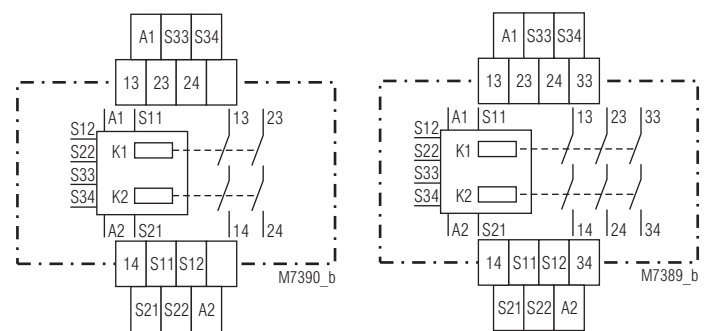 A1 S33 S34
13 23 24
A1 S11 13 23
S12
S22
S33
S34
K1
K2
A2 S21 14 24
14 S11 S12
S21 S22 A2
M7390_b
A1 S33 S34
13 23 24 33
A1 S11 13 23 33
S12
S22
S33
S34
K1
K2
A2 S21 14 24 34
14 S11 S12 34
S21 S22 A2
M7389_b